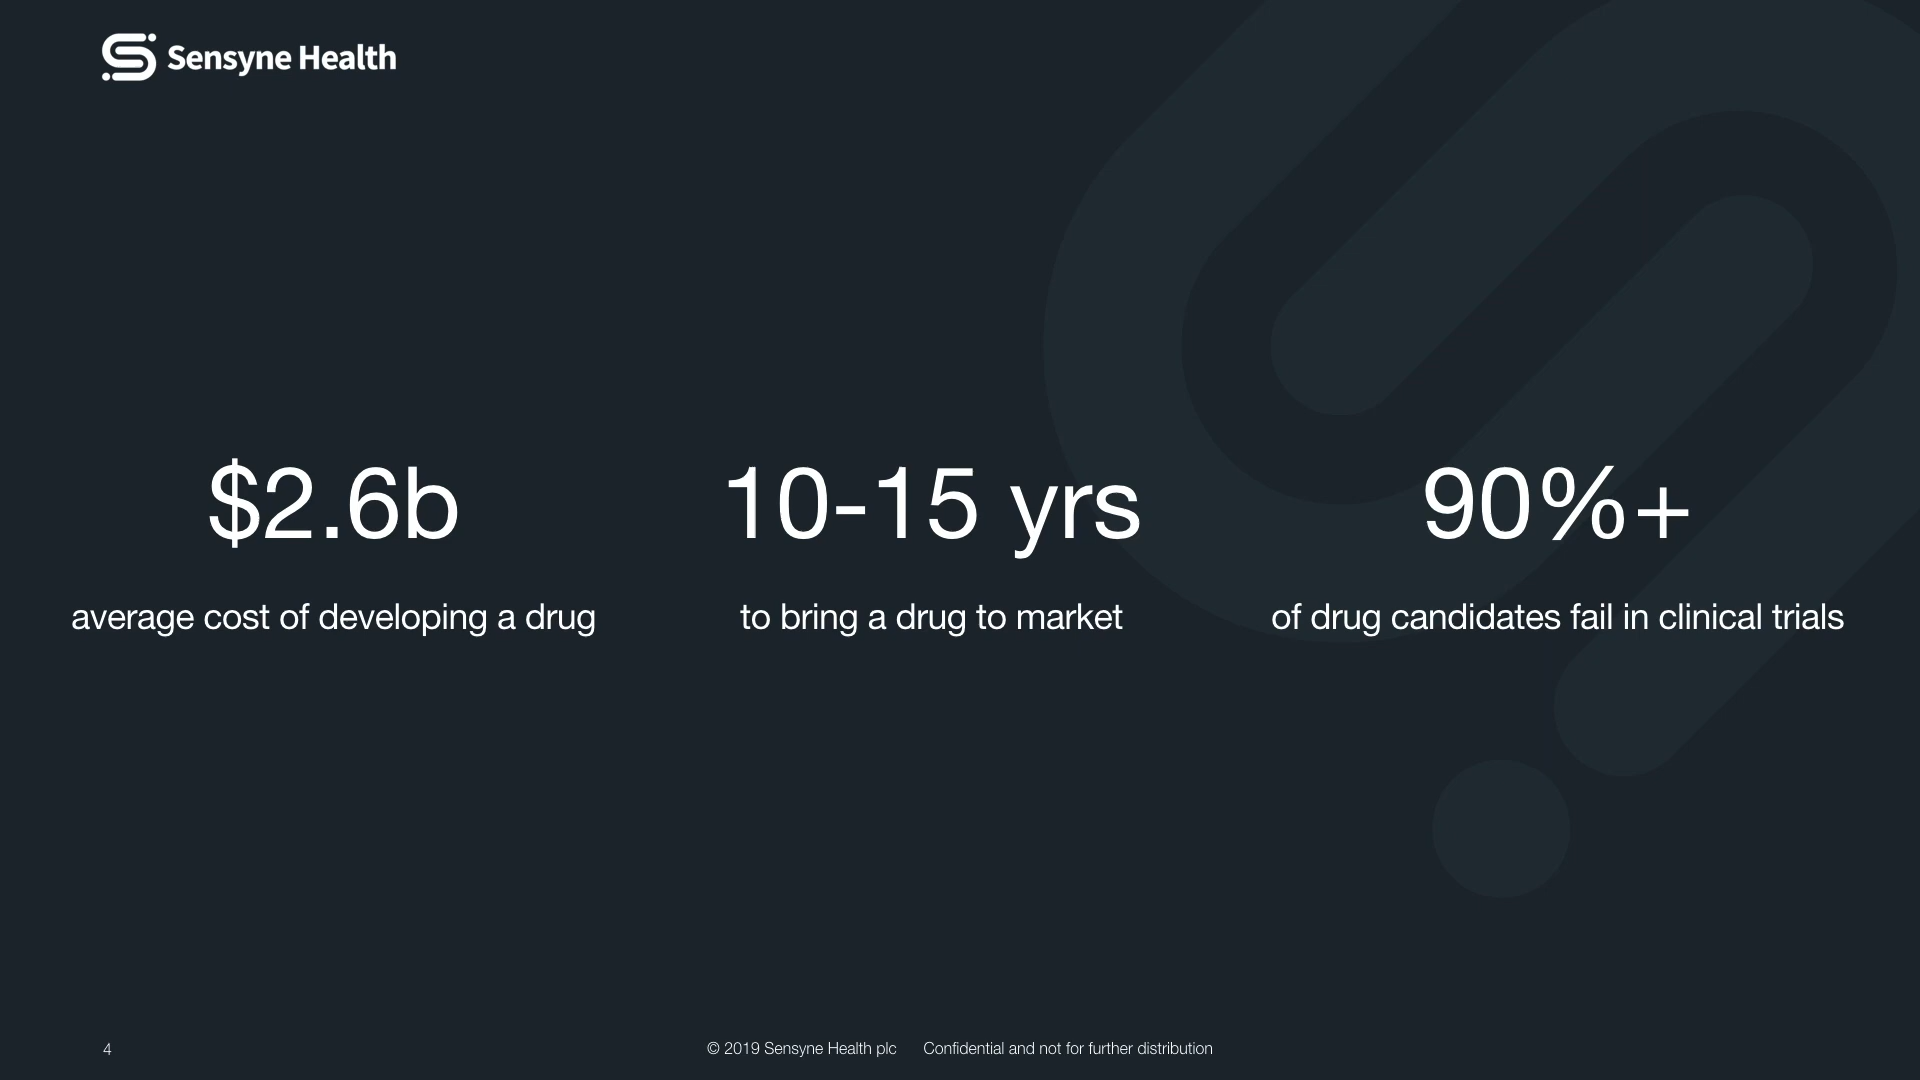 Sensyne Health
$2.6b
average cost of developing a drug
10-15 yrs
to bring a drug to market
90%+
of drug candidates fail in clinical trials
4
© 2019 Sensyne Health plc Confidential and not for further distribution